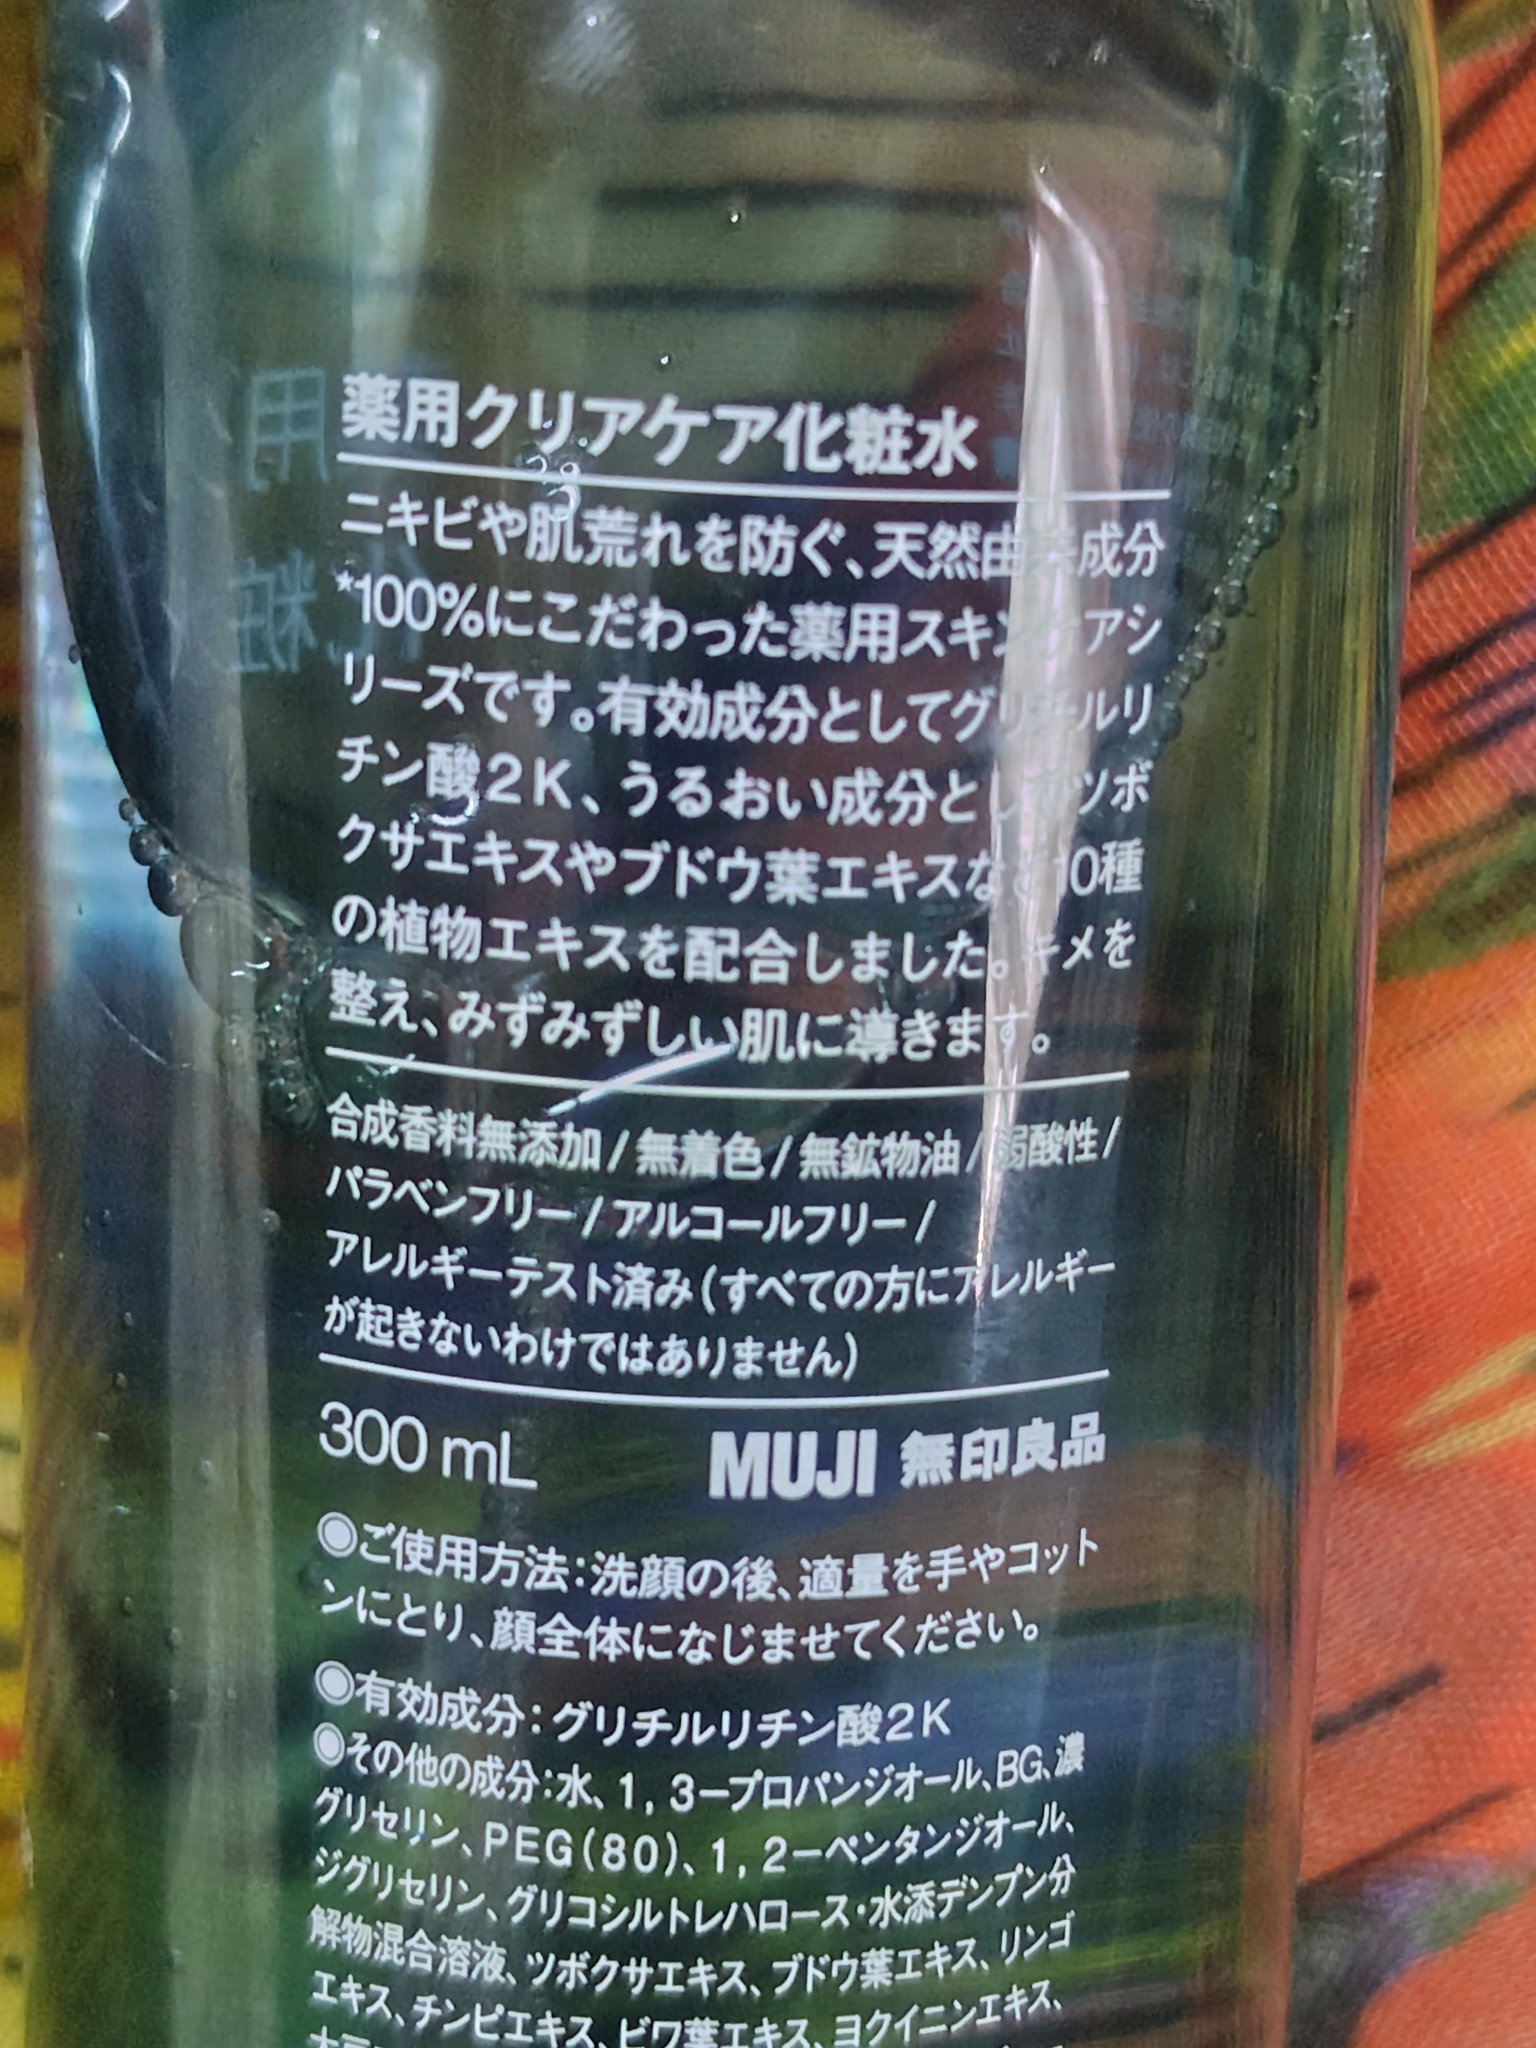 薬用クリアケア化粧水
ニキビや肌荒れを防ぐ、天然由来成分
*100%にこだわった薬用スキンケアシ
リーズです。有効成分としてグリチルリ
チン酸2K、うるおい成分としてツボ
クサエキスやブドウ葉エキスなど10種
の植物エキスを配合しました。キメを
整え、みずみずしい肌に導きます。
合成香料無添加/無着色/無鉱物油/弱酸性/
パラベンフリー/アルコールフリー/
アレルギーテスト済み(すべての方にアレルギー
が起きないわけではありません)
300 mL MUJI 無印良品
◎ご使用方法:洗顔の後、適量を手やコット
ンにとり、顔全体になじませてください。
◎有効成分:グリチルリチン酸2K
◎その他の成分:水、1,3-プロパンジオール、BG、濃
グリセリン、PEG(80)、1,2-ペンタンジオール、
ジグリセリン、グリコシルトレハロース・水添デンプン分
解物混合溶液、ツボクサエキス、ブドウ葉エキス、リンゴ
エキス、チンピエキス、ビワ葉エキス、ヨクイニンエキス、